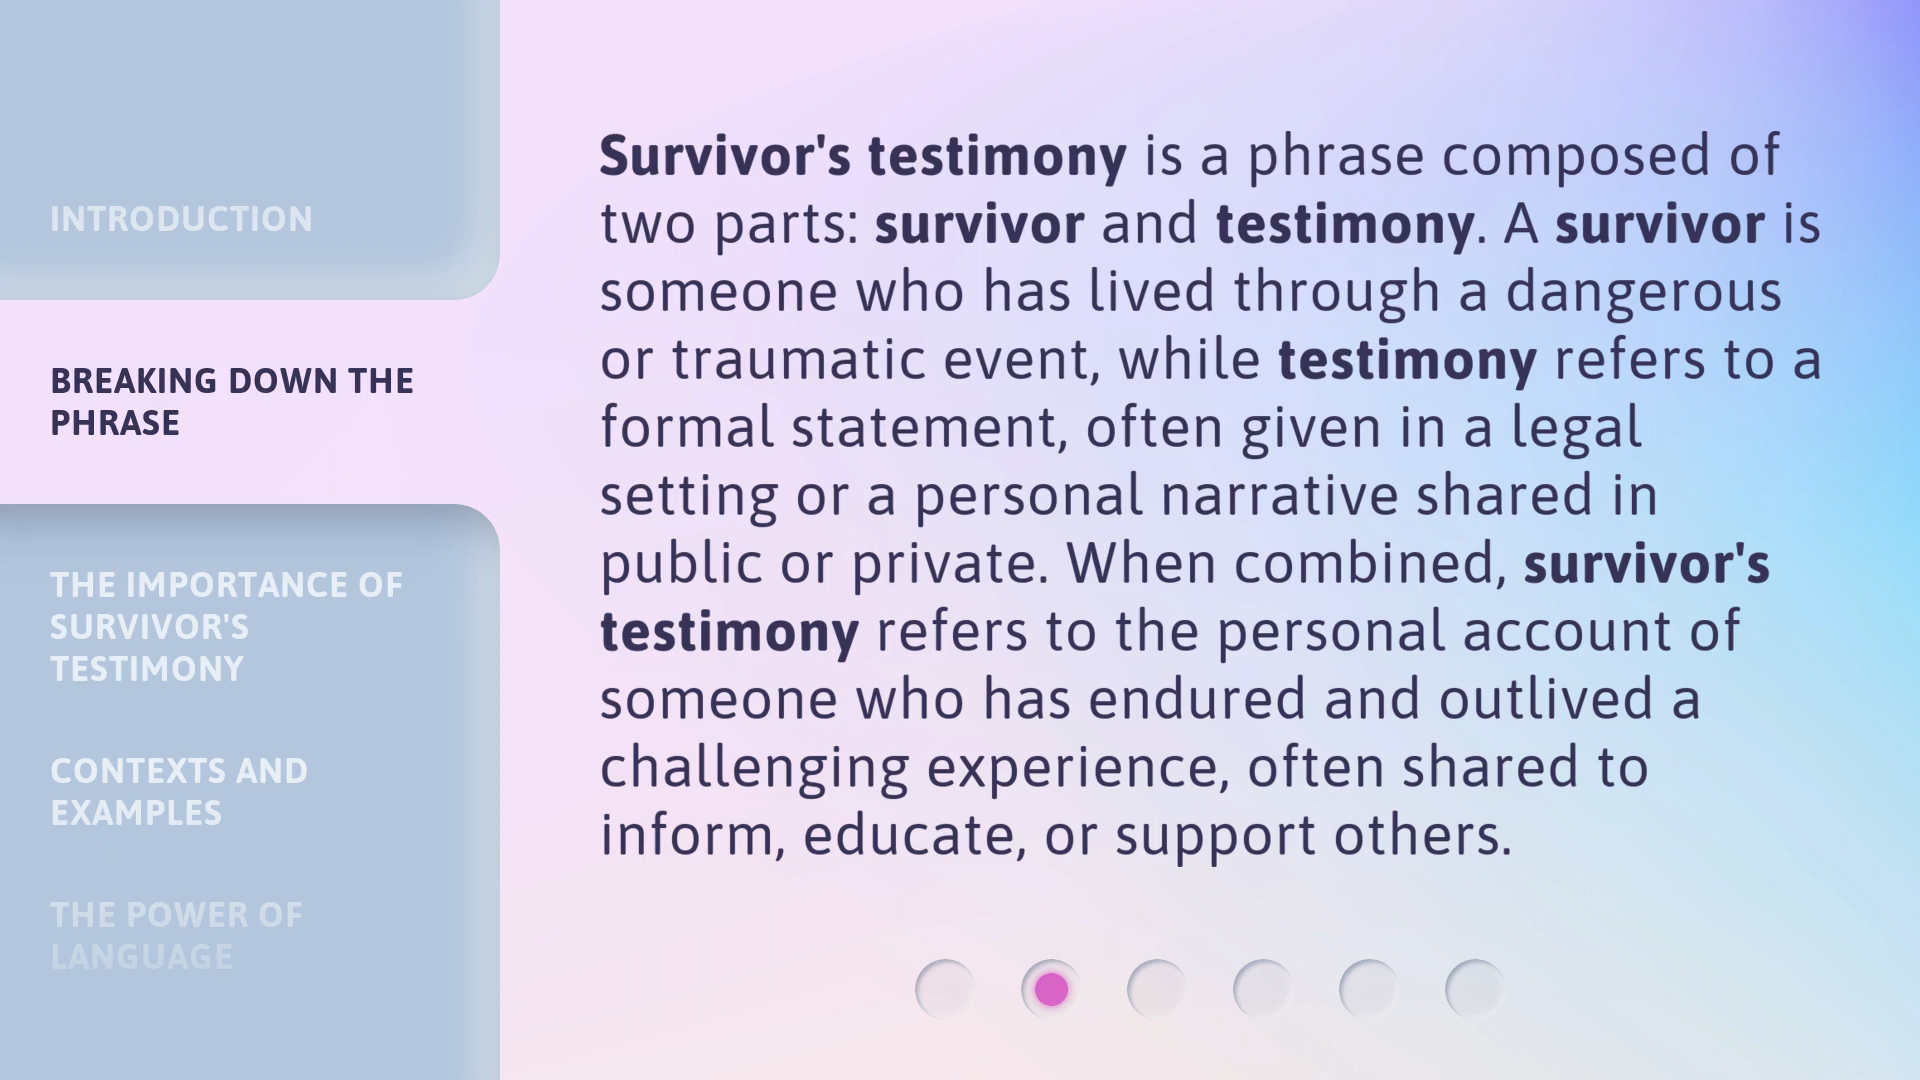 INTRODUCTION
BREAKING DOWN THE
PHRASE
THE IMPORTANCE OF
SURVIVOR'S
TESTIMONY
CONTEXTS AND
EXAMPLES
THE POWER OF
LANGUAGE
Survivor's testimony is a phrase composed of
two parts: survivor and testimony. A survivor is
someone who has lived through a dangerous
or traumatic event, while testimony refers to a
formal statement, often given in a legal
setting or a personal narrative shared in
public or private. When combined, survivor's
testimony refers to the personal account of
someone who has endured and outlived a
challenging experience, often shared to
inform, educate, or support others.